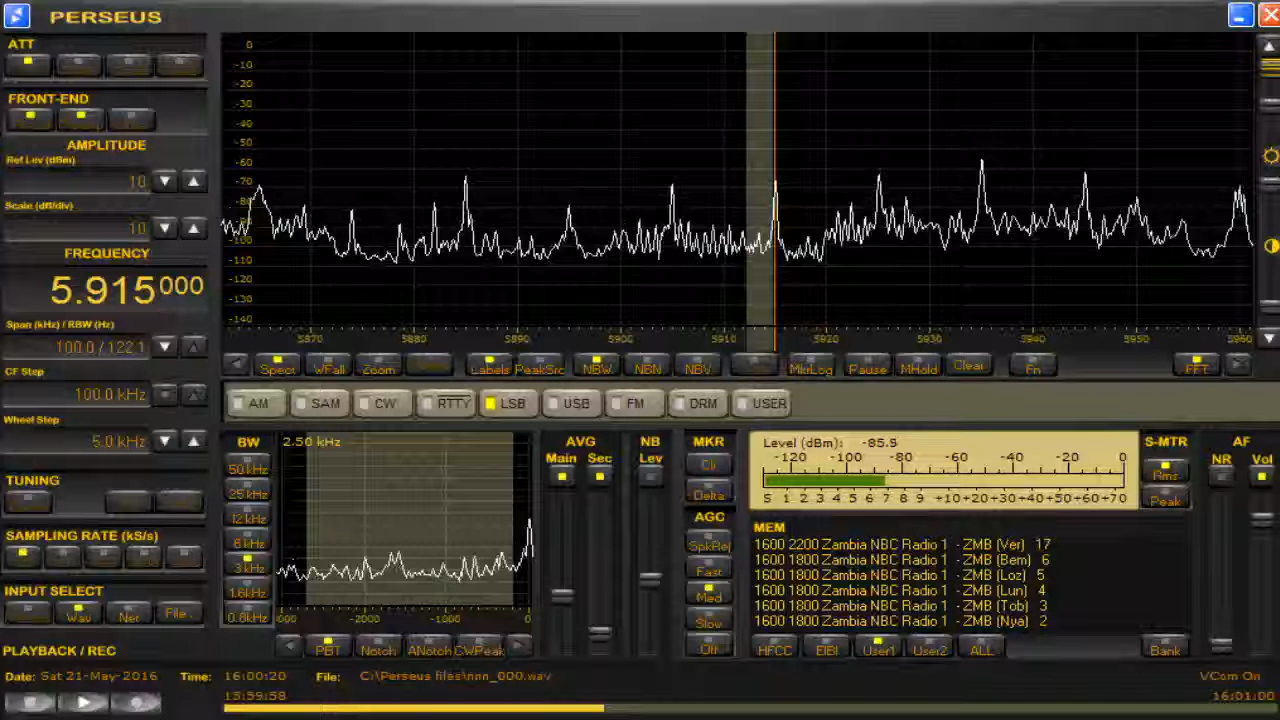 PERSEUS
ATT
FRONT-END
AMPLITUDE
Ref Lev (dBm)
10
Scale (dB/div)
10
FREQUENCY
5.915000
Span (kHz) / RBW (Hz)
100.0 / 122.1
CF Step
100.0 kHz
Wheel Step
5.0 kHz
TUNING
SAMPLING RATE (kS/s)
INPUT SELECT
Wav Net File..
0
-10
-20
-30
-40
-50
-60
-70
-80
-90
-100
-110
-120
-130
-140
5870 5880 5890 5900 5910 5920 5930 5940 5950 5960
Spect WFall Zoom Labels PeakSrc NBW NBN NBV MkrLog Pause MHold Clear Fn FFT
AM SAM CW RTTY LSB USB FM DRM USER
BW
50 kHz
25 kHz
12 kHz
6 kHz
3 kHz
1.6kHz
0.8kHz
2.50 kHz
-2000 -1000 0
PBT Notch ANotch CWPeak
AVG
Main Sec
NB
Lev
MKR
Clr
Delta
AGC
SpkRej
Fast
Med
Slow
Off
Level (dBm): -85.9
-120 -100 -80 -60 -40 -20 0
S 1 2 3 4 5 6 7 8 9 +10+20+30+40+50+60+70
S-MTR
Rms
Peak
AF
NR Vol
MEM
1600 2200 Zambia NBC Radio 1 - ZMB (Ver) 17
1600 1800 Zambia NBC Radio 1 - ZMB (Bem) 6
1600 1800 Zambia NBC Radio 1 - ZMB (Loz) 5
1600 1800 Zambia NBC Radio 1 - ZMB (Lun) 4
1600 1800 Zambia NBC Radio 1 - ZMB (Tob) 3
1600 1800 Zambia NBC Radio 1 - ZMB (Nya) 2
HFCC EIBI User1 User2 ALL Bank
PLAYBACK / REC
Date: Sat 21-May-2016 Time: 16:00:20 File: C:\Perseus files\nnn_000.wav VCom On
15:59:58 16:01:00